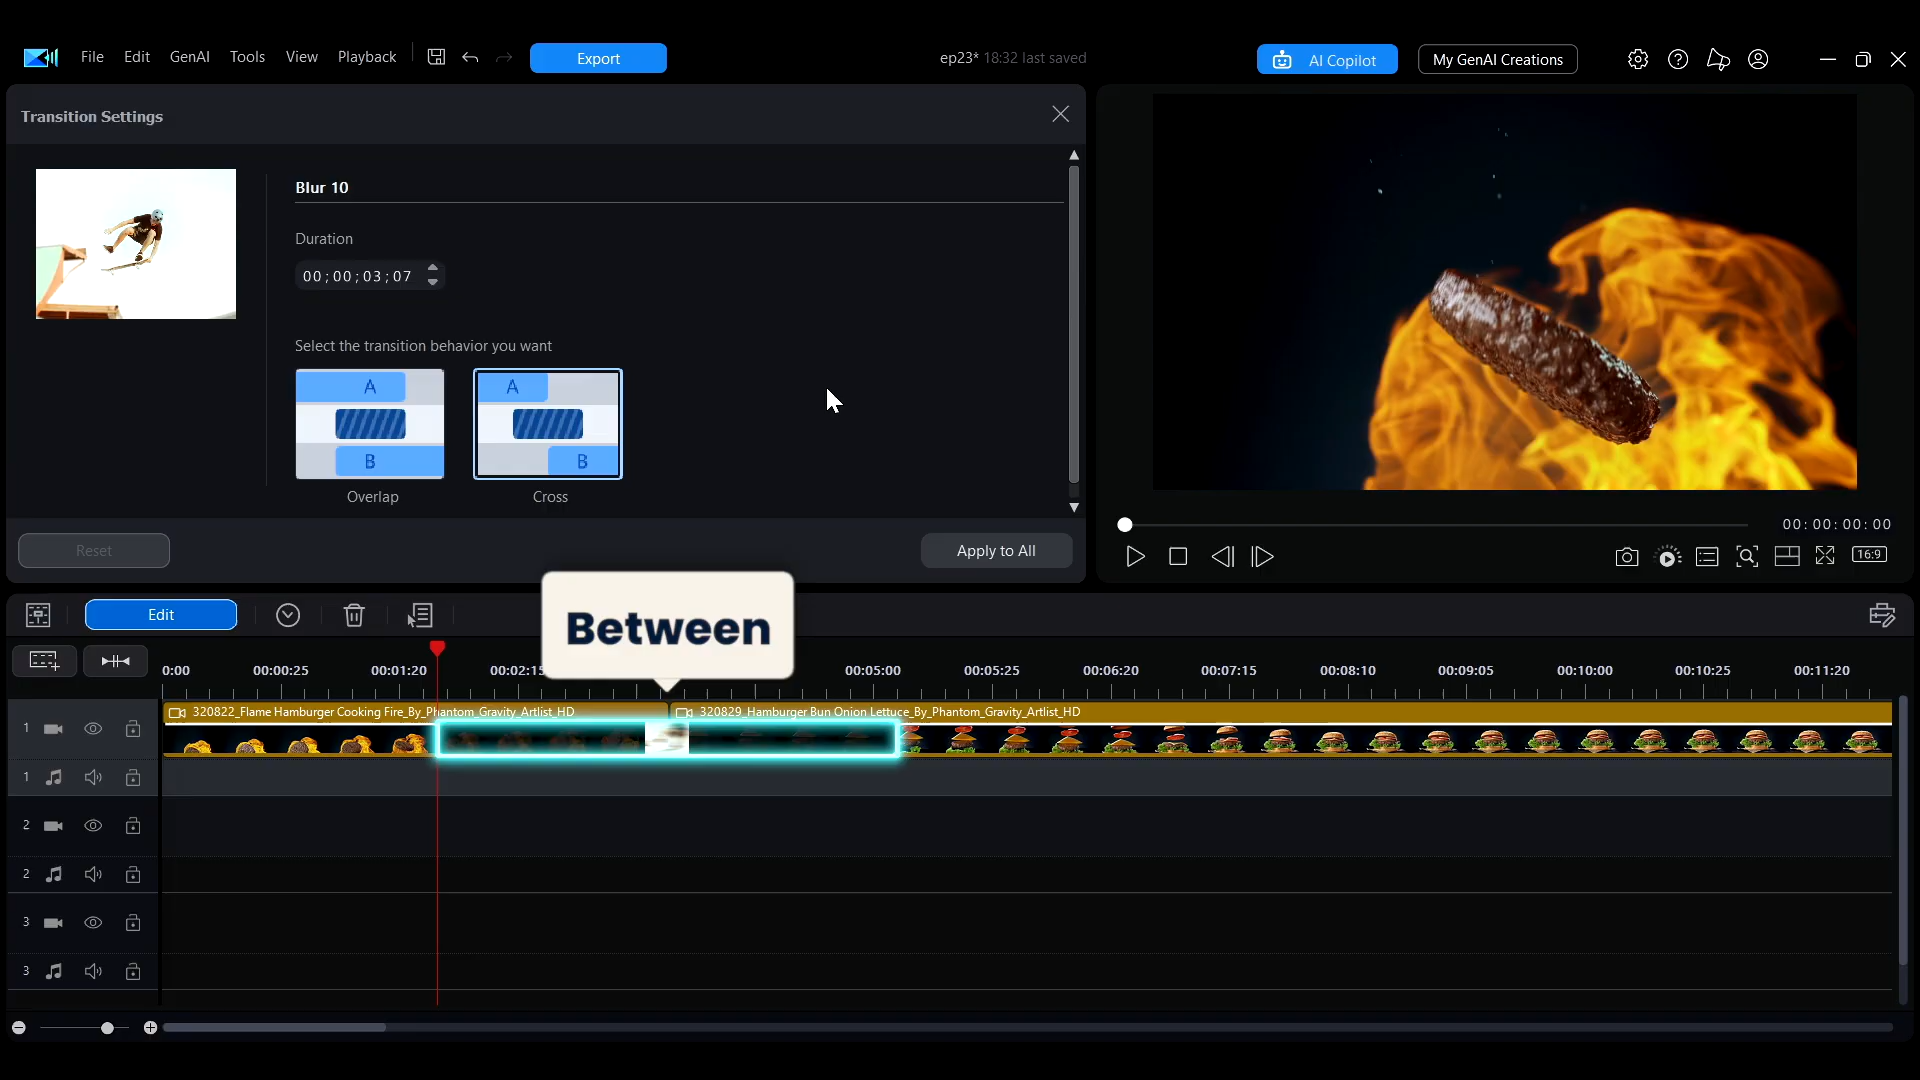 File Edit GenAI Tools View Playback
Export
ep23* 18:32 last saved
AI Copilot
My GenAI Creations
Transition Settings
Blur 10
Duration
00;00;03;07
Select the transition behavior you want
A
B
Overlap
A
B
Cross
Reset
Apply to All
00:00:00:00
16:9
Edit
Between
0:00 00:00:25 00:01:20 00:02:15 00:05:00 00:05:25 00:06:20 00:07:15 00:08:10 00:09:05 00:10:00 00:10:25 00:11:20
320822_Flame Hamburger Cooking Fire_By_Phantom_Gravity_Artlist_HD
320829_Hamburger Bun Onion Lettuce_By_Phantom_Gravity_Artlist_HD
1
1
2
2
3
3